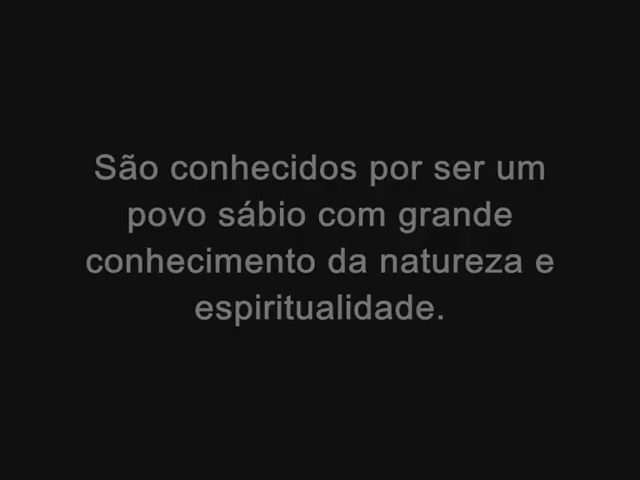 São conhecidos por ser um
povo sábio com grande
conhecimento da natureza e
espiritualidade.